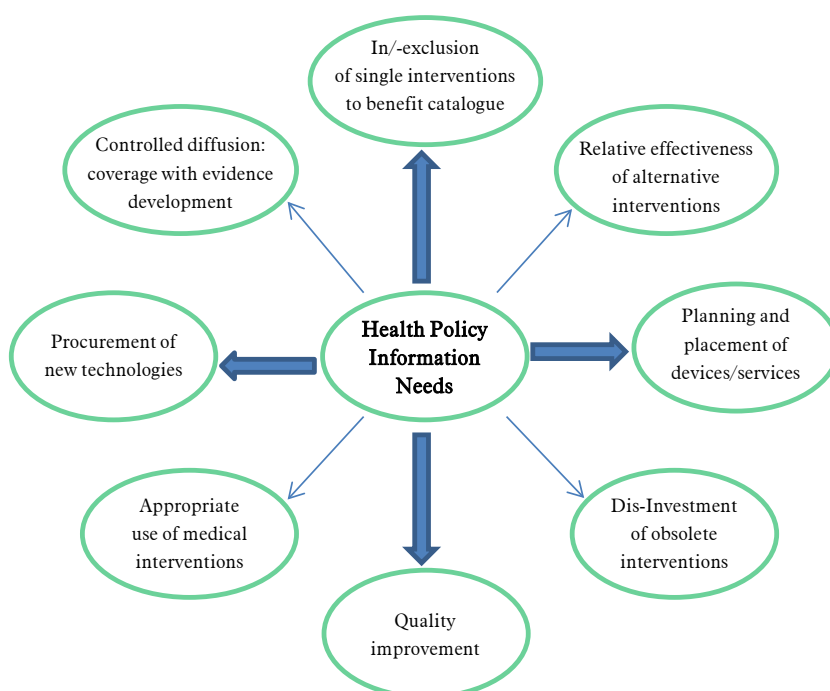 In/-exclusion
of single interventions
to benefit catalogue
Controlled diffusion:
coverage with evidence
development
Relative effectiveness
of alternative
interventions
Procurement of
new technologies
Health Policy
Information
Needs
Planning and
placement of
devices/services
Appropriate
use of medical
interventions
Dis-Investment
of obsolete
interventions
Quality
improvement